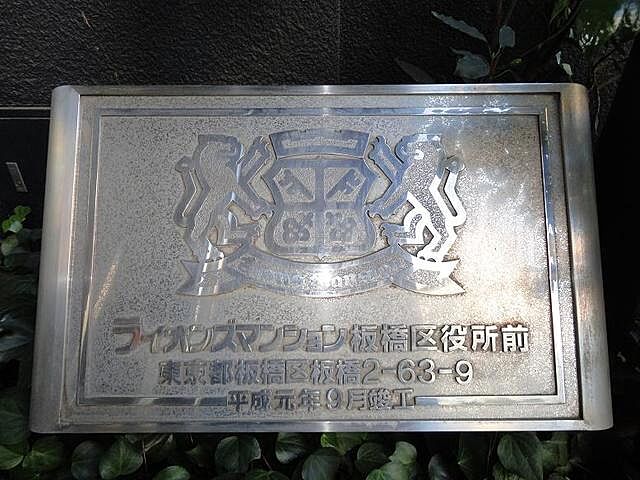 ライオンズマンション板橋区役所前
東京都板橋区板橋2-63-9
平成元年9月竣工